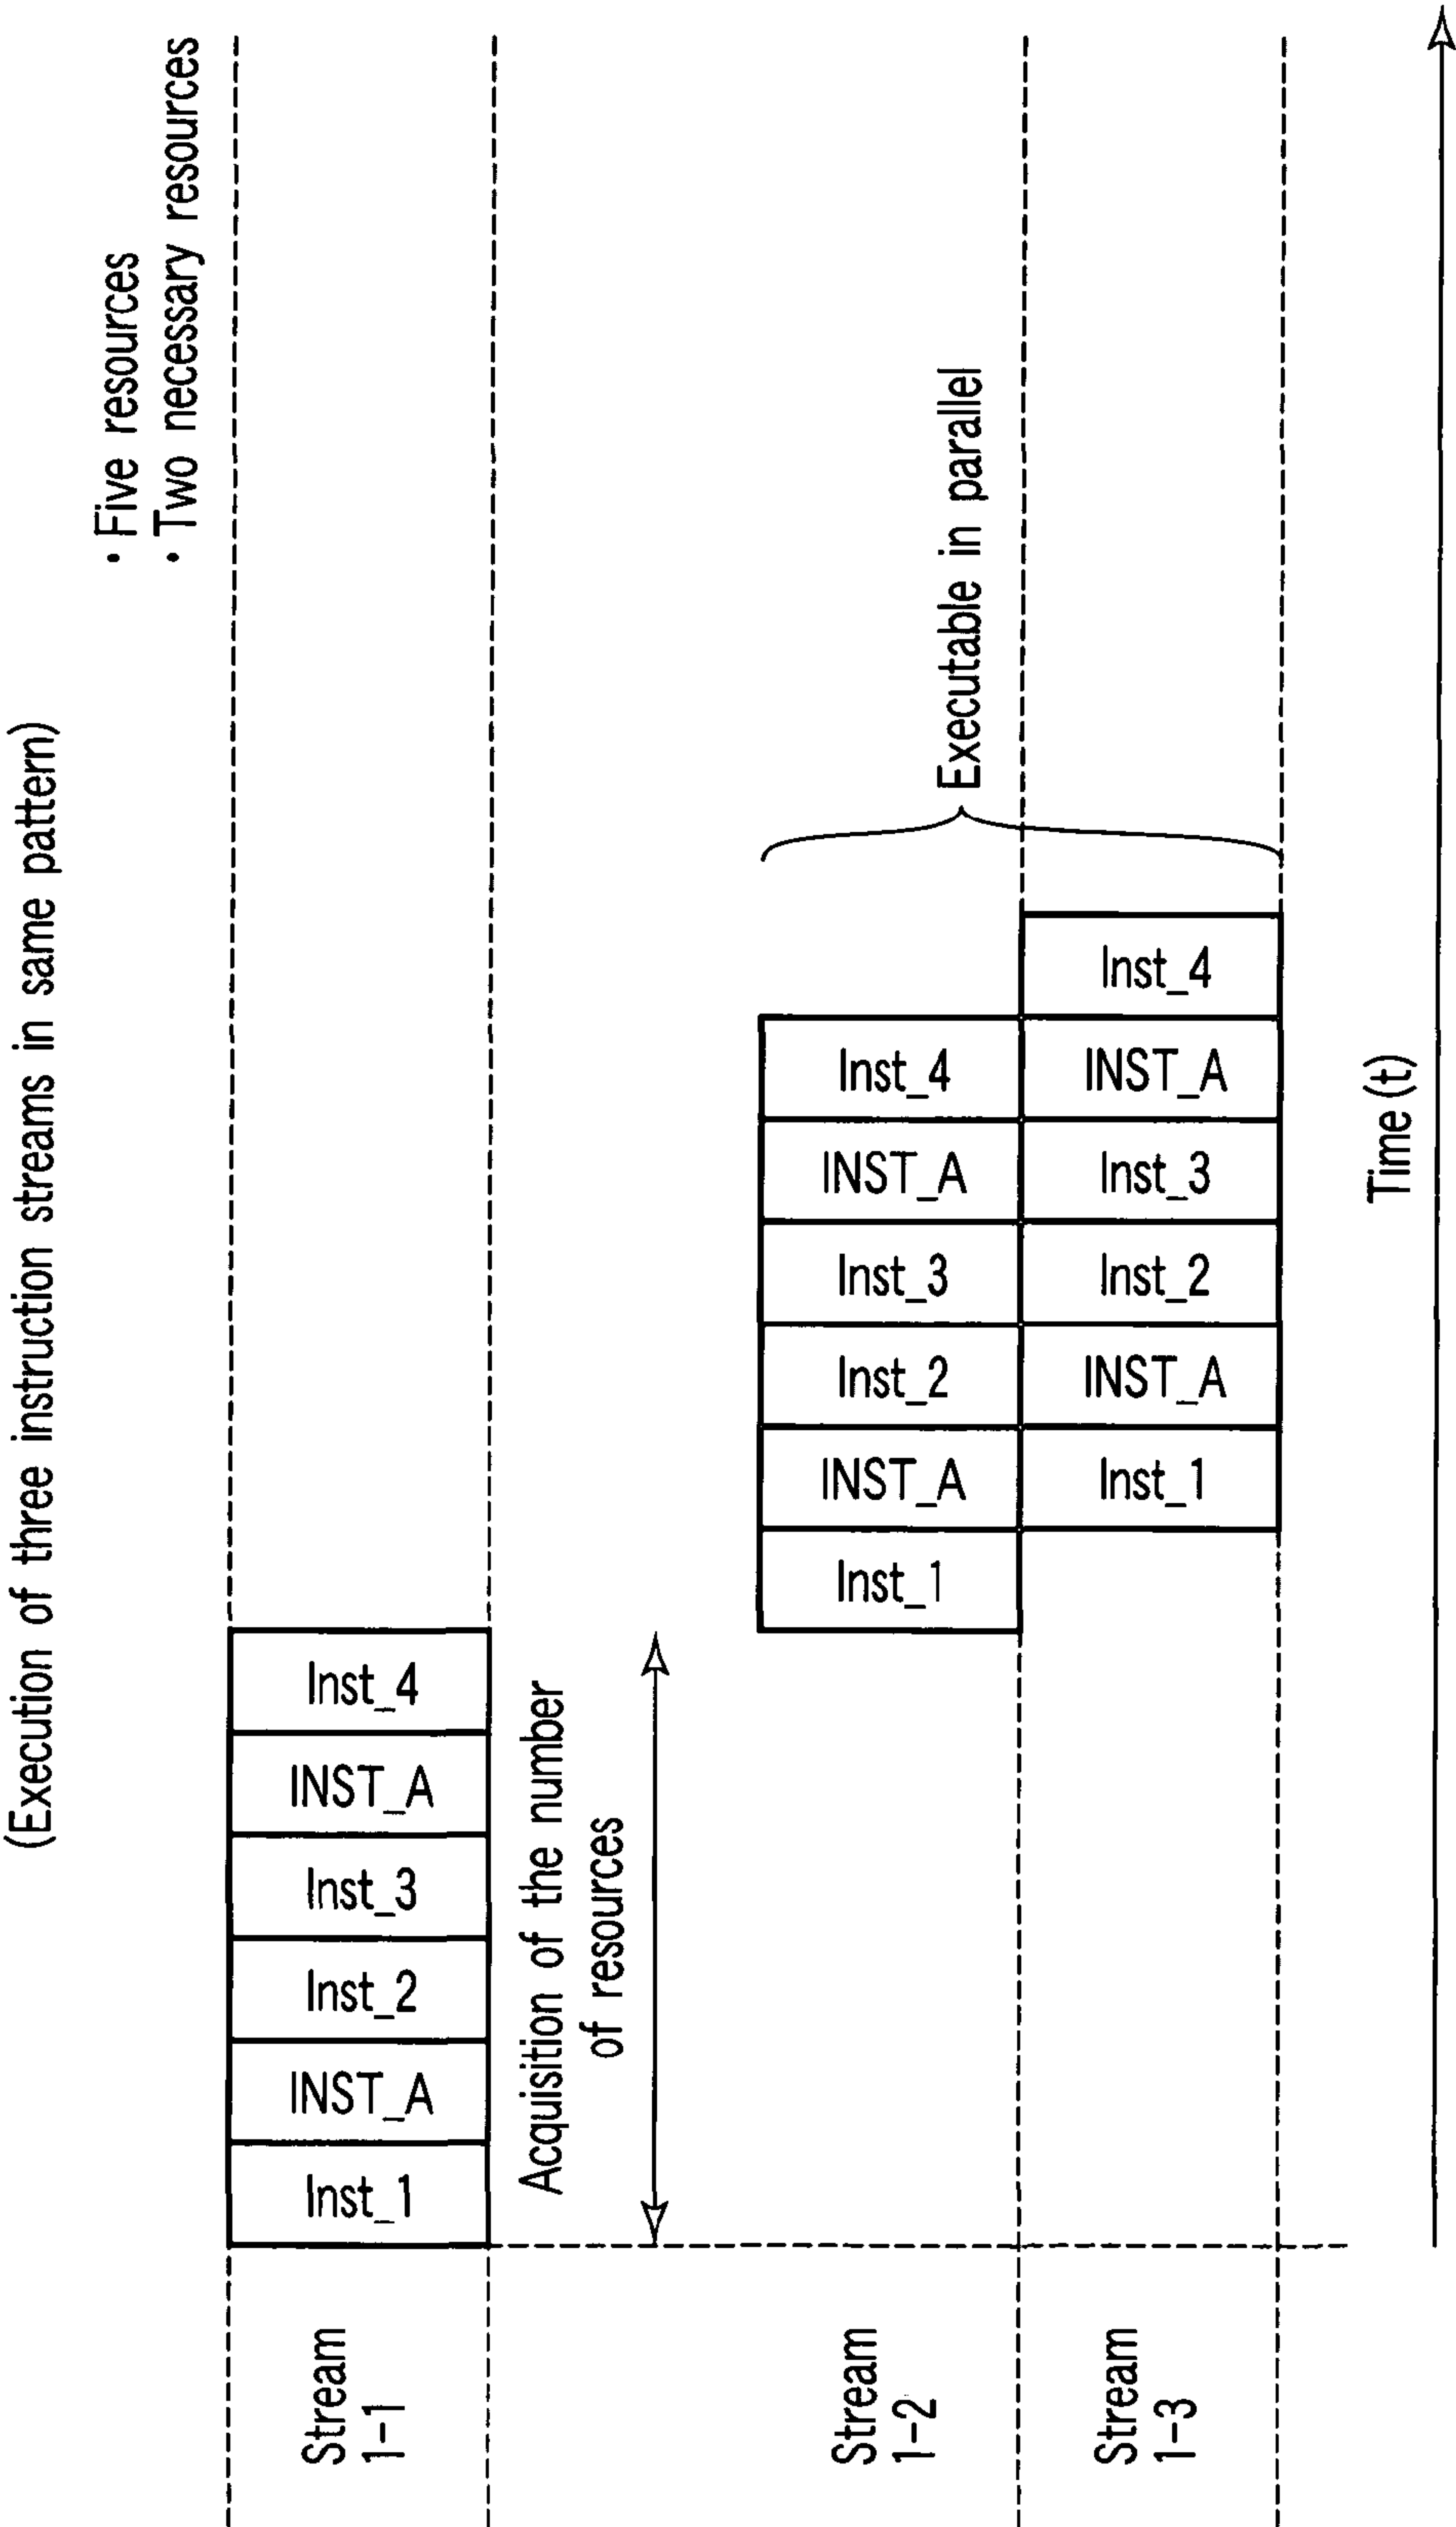 (Execution of three instruction streams in same pattern)
· Five resources
· Two necessary resources
Stream
1-1
Inst_1
INST_A
Inst_2
Inst_3
INST_A
Inst_4
Acquisition of the number
of resources
Executable in parallel
Stream
1-2
Inst_1
INST_A
Inst_2
Inst_3
INST_A
Inst_4
Stream
1-3
Inst_1
INST_A
Inst_2
Inst_3
INST_A
Inst_4
Time (t)